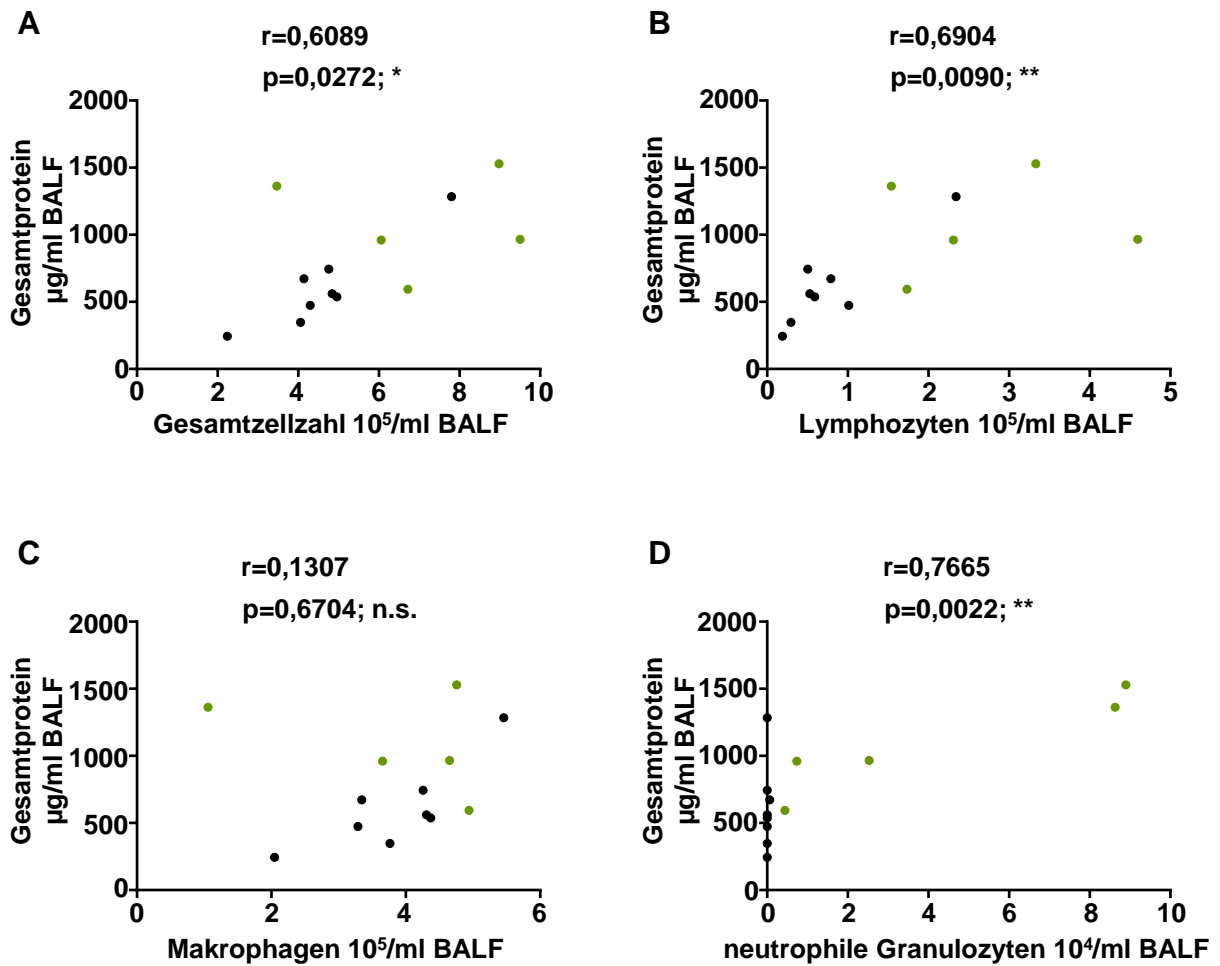 A
r=0,6089
p=0,0272; *
2000
1500
1000
500
0
Gesamtprotein
µg/ml BALF
0 2 4 6 8 10
Gesamtzellzahl 10⁵/ml BALF
B
r=0,6904
p=0,0090; **
2000
1500
1000
500
0
Gesamtprotein
µg/ml BALF
0 1 2 3 4 5
Lymphozyten 10⁵/ml BALF
C
r=0,1307
p=0,6704; n.s.
2000
1500
1000
500
0
Gesamtprotein
µg/ml BALF
0 2 4 6
Makrophagen 10⁵/ml BALF
D
r=0,7665
p=0,0022; **
2000
1500
1000
500
0
Gesamtprotein
µg/ml BALF
0 2 4 6 8 10
neutrophile Granulozyten 10⁴/ml BALF